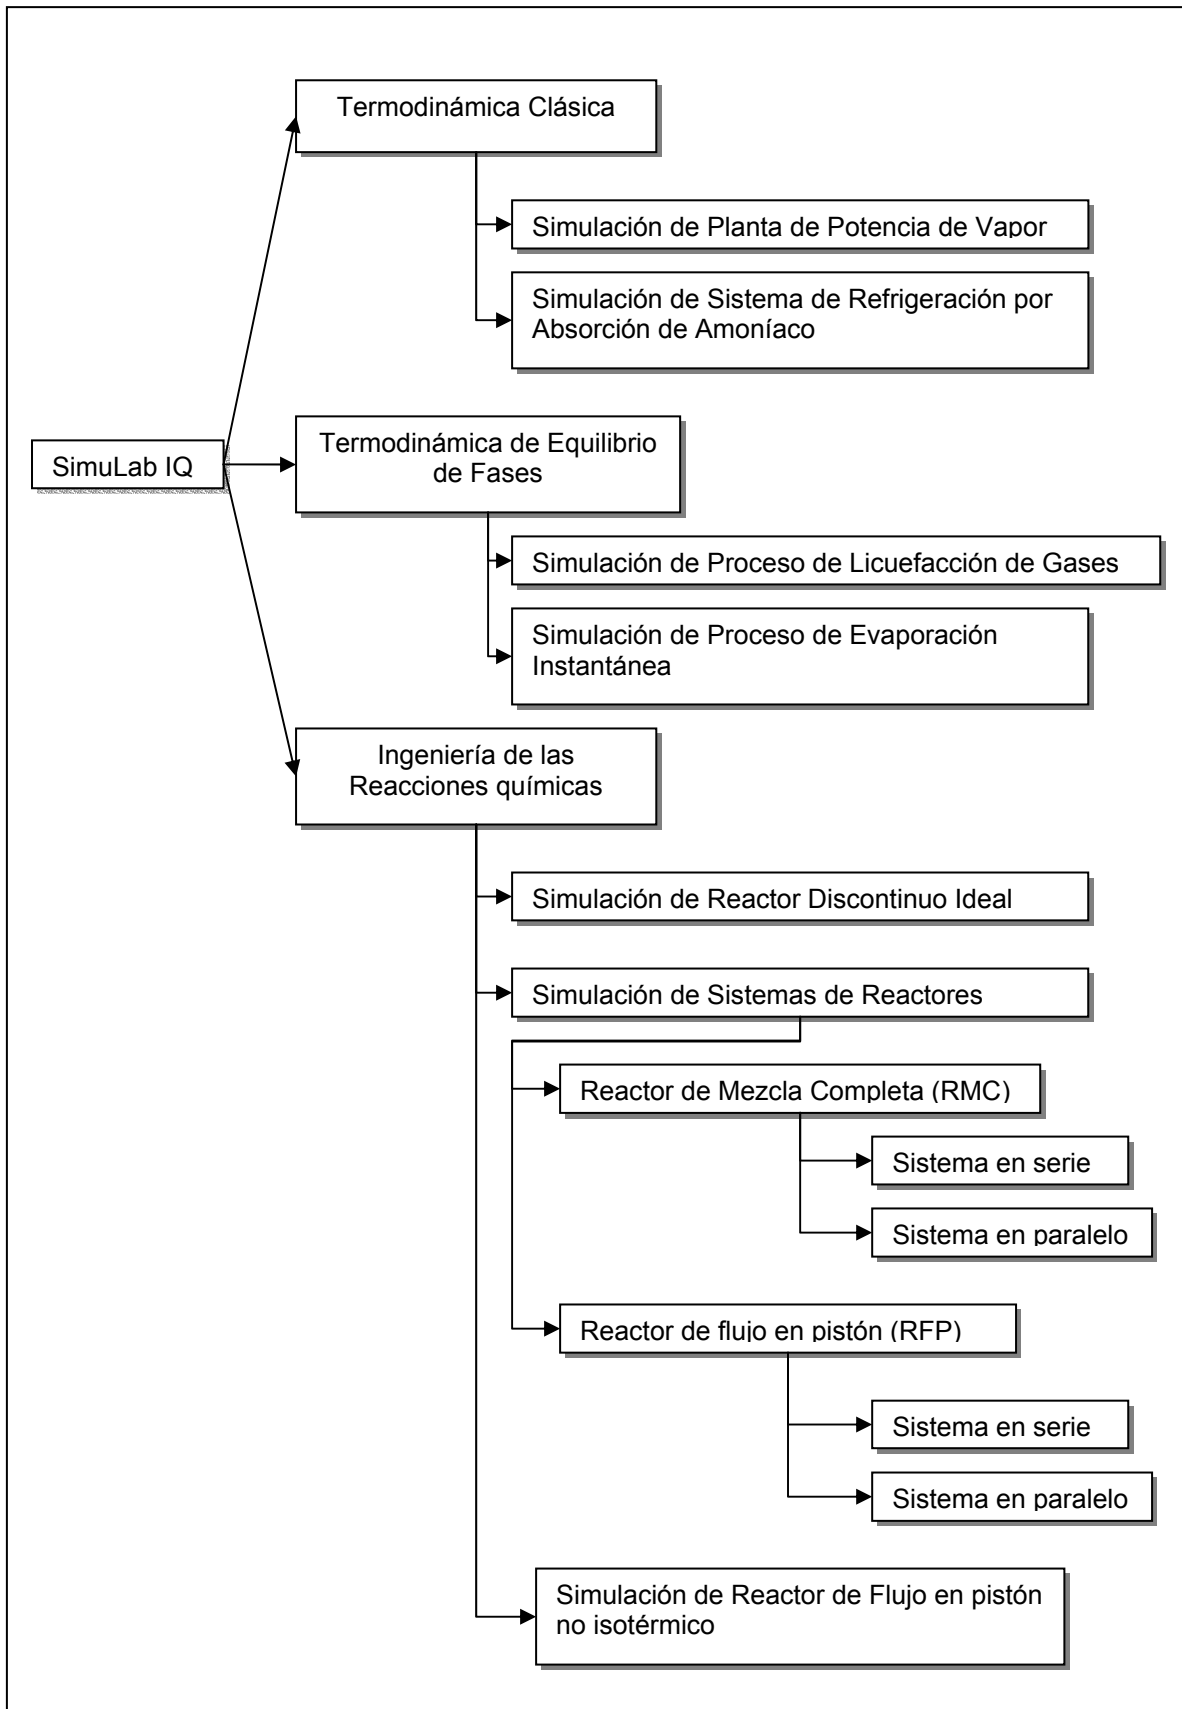 Termodinámica Clásica
Simulación de Planta de Potencia de Vapor
Simulación de Sistema de Refrigeración por
Absorción de Amoníaco
SimuLab IQ
Termodinámica de Equilibrio
de Fases
Simulación de Proceso de Licuefacción de Gases
Simulación de Proceso de Evaporación
Instantánea
Ingeniería de las
Reacciones químicas
Simulación de Reactor Discontinuo Ideal
Simulación de Sistemas de Reactores
Reactor de Mezcla Completa (RMC)
Sistema en serie
Sistema en paralelo
Reactor de flujo en pistón (RFP)
Sistema en serie
Sistema en paralelo
Simulación de Reactor de Flujo en pistón
no isotérmico